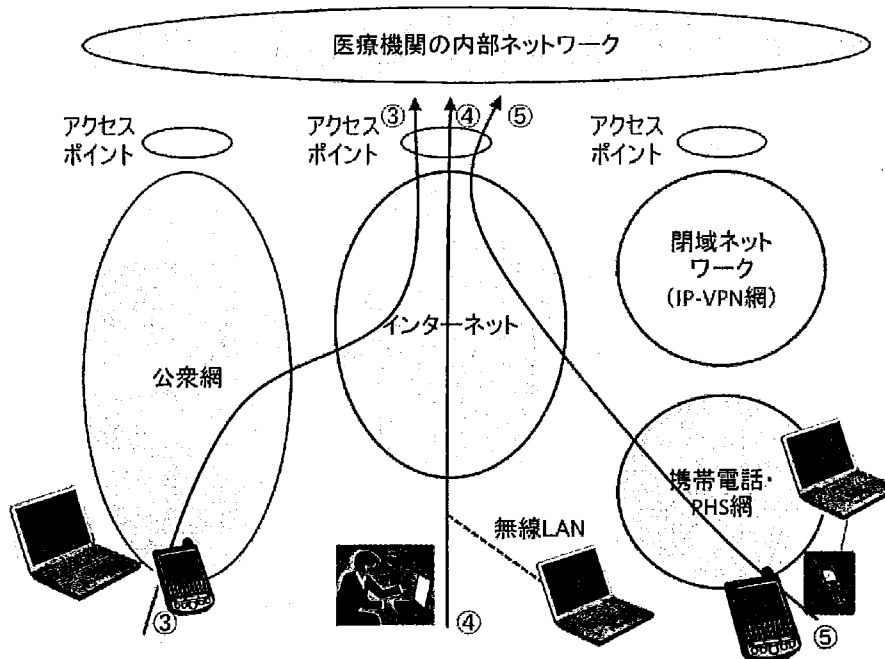 医療機関の内部ネットワーク
③
④
⑤
アクセス
ポイント
アクセス
ポイント
アクセス
ポイント
閉域ネット
ワーク
(IP-VPN網)
インターネット
公衆網
携帯電話・
PHS網
無線LAN
③
④
⑤